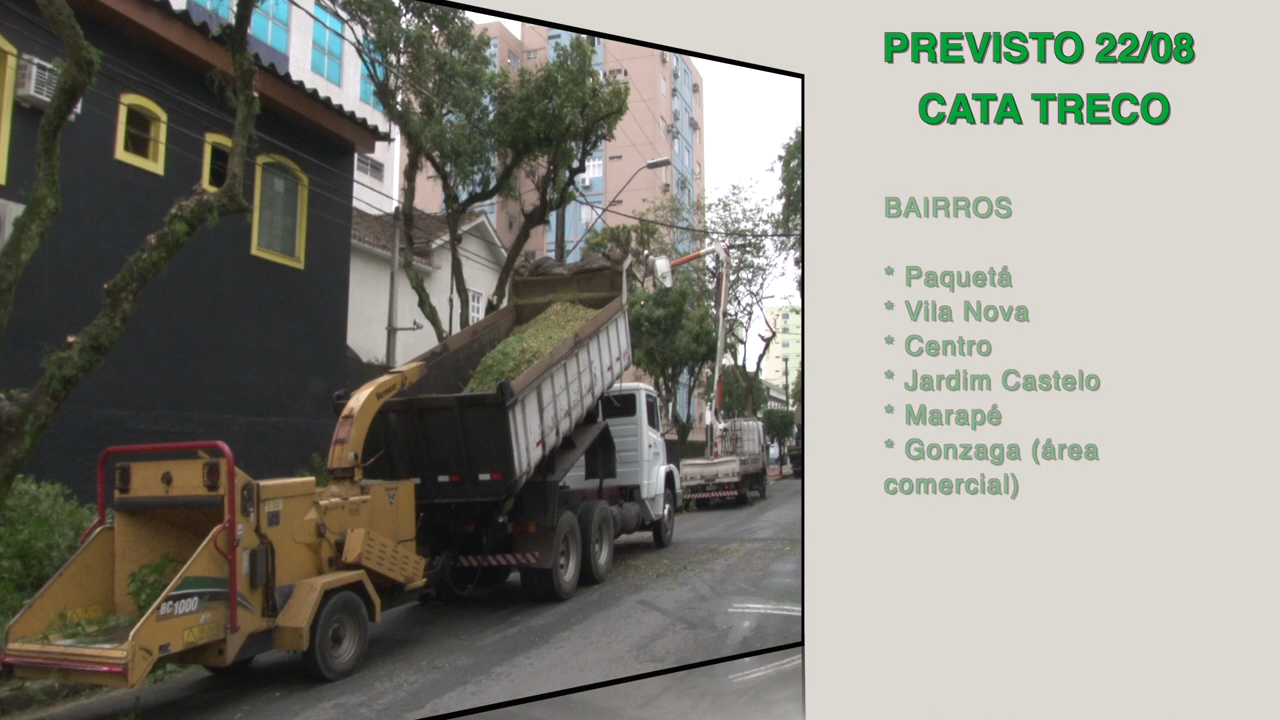 PREVISTO 22/08
CATA TRECO
BAIRROS
* Paquetá
* Vila Nova
* Centro
* Jardim Castelo
* Marapé
* Gonzaga (área
comercial)
BC1000